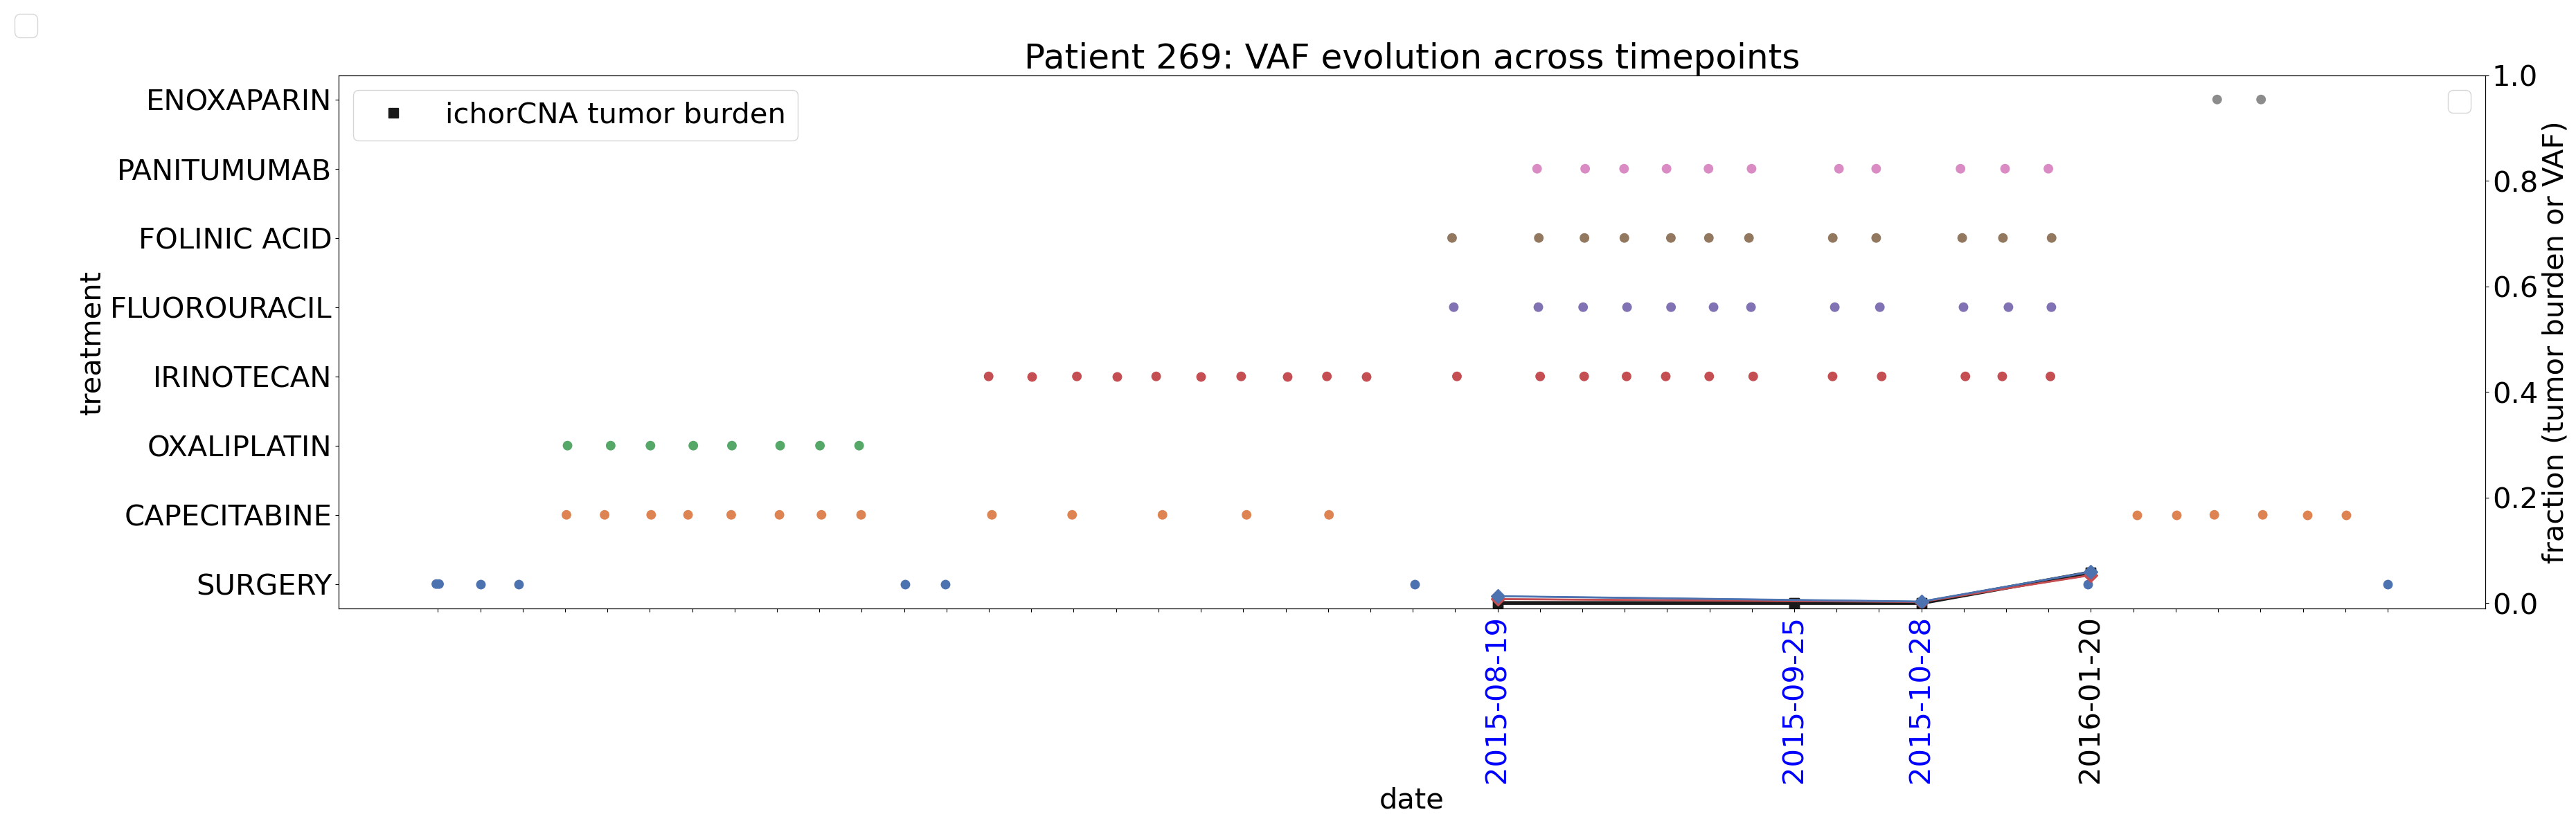 Patient 269: VAF evolution across timepoints
ichorCNA tumor burden
ENOXAPARIN
PANITUMUMAB
FOLINIC ACID
FLUOROURACIL
IRINOTECAN
OXALIPLATIN
CAPECITABINE
SURGERY
treatment
1.0
0.8
0.6
0.4
0.2
0.0
fraction (tumor burden or VAF)
2015-08-19
2015-09-25
2015-10-28
2016-01-20
date